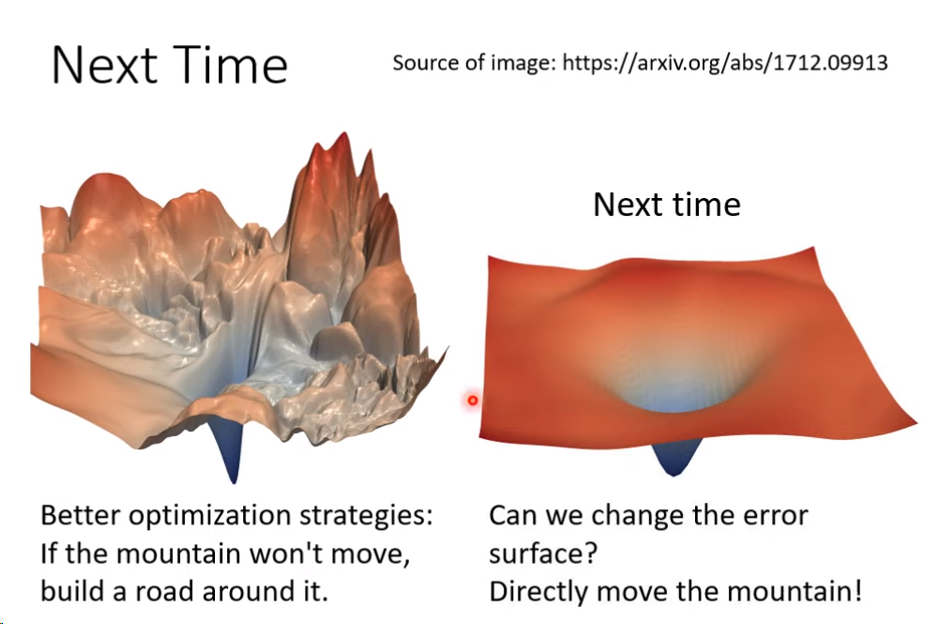 Next Time
Source of image: https://arxiv.org/abs/1712.09913
Next time
Better optimization strategies:
If the mountain won't move,
build a road around it.
Can we change the error
surface?
Directly move the mountain!